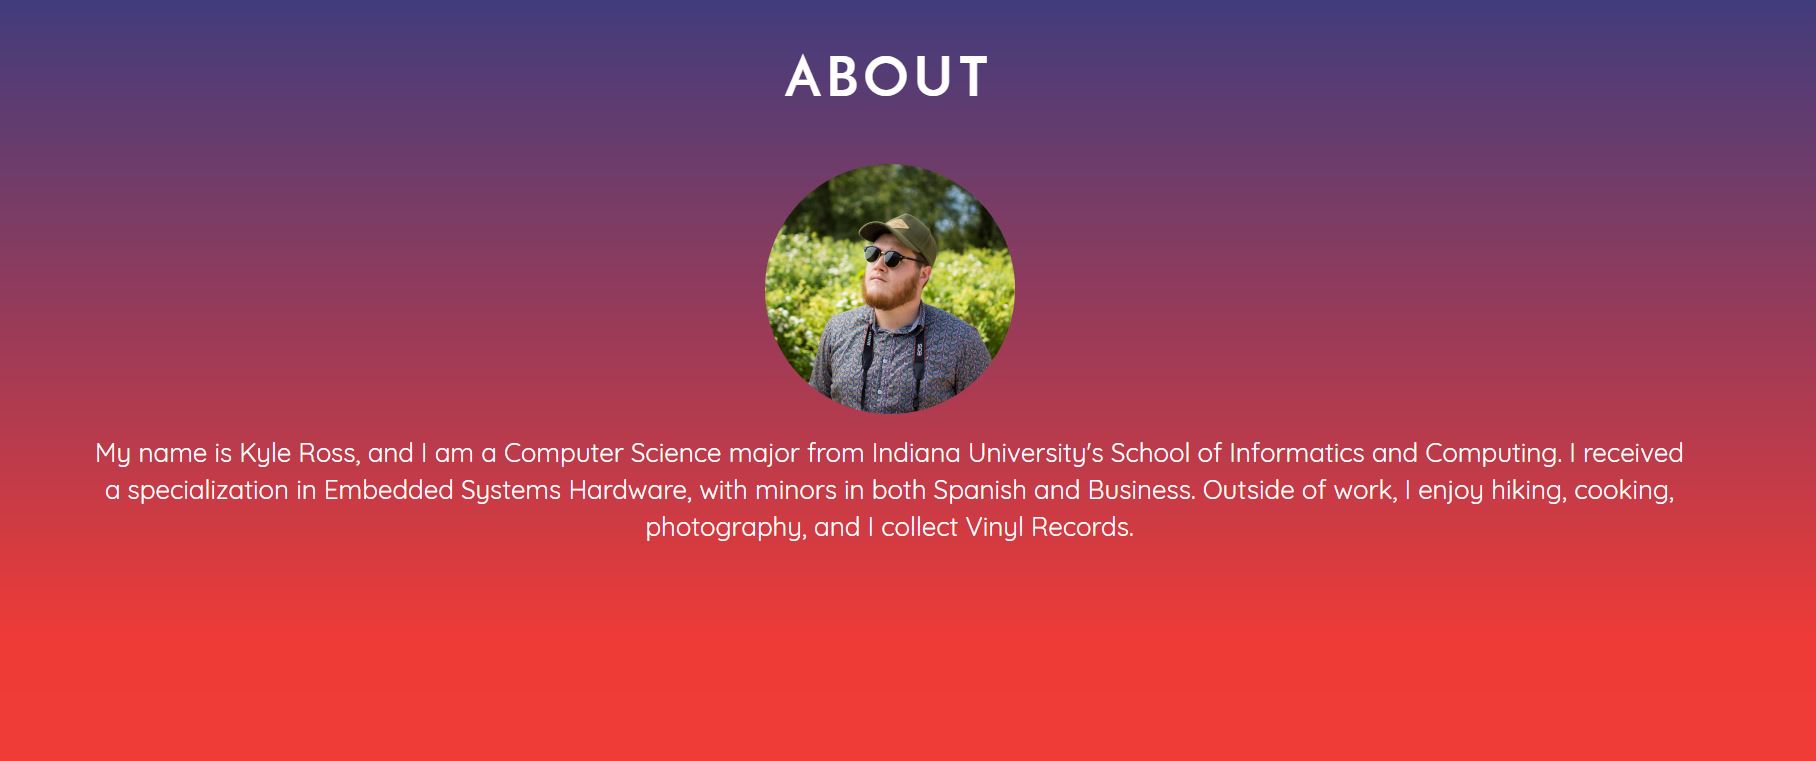 ABOUT
EOS
My name is Kyle Ross, and I am a Computer Science major from Indiana University's School of Informatics and Computing. I received
a specialization in Embedded Systems Hardware, with minors in both Spanish and Business. Outside of work, I enjoy hiking, cooking,
photography, and I collect Vinyl Records.